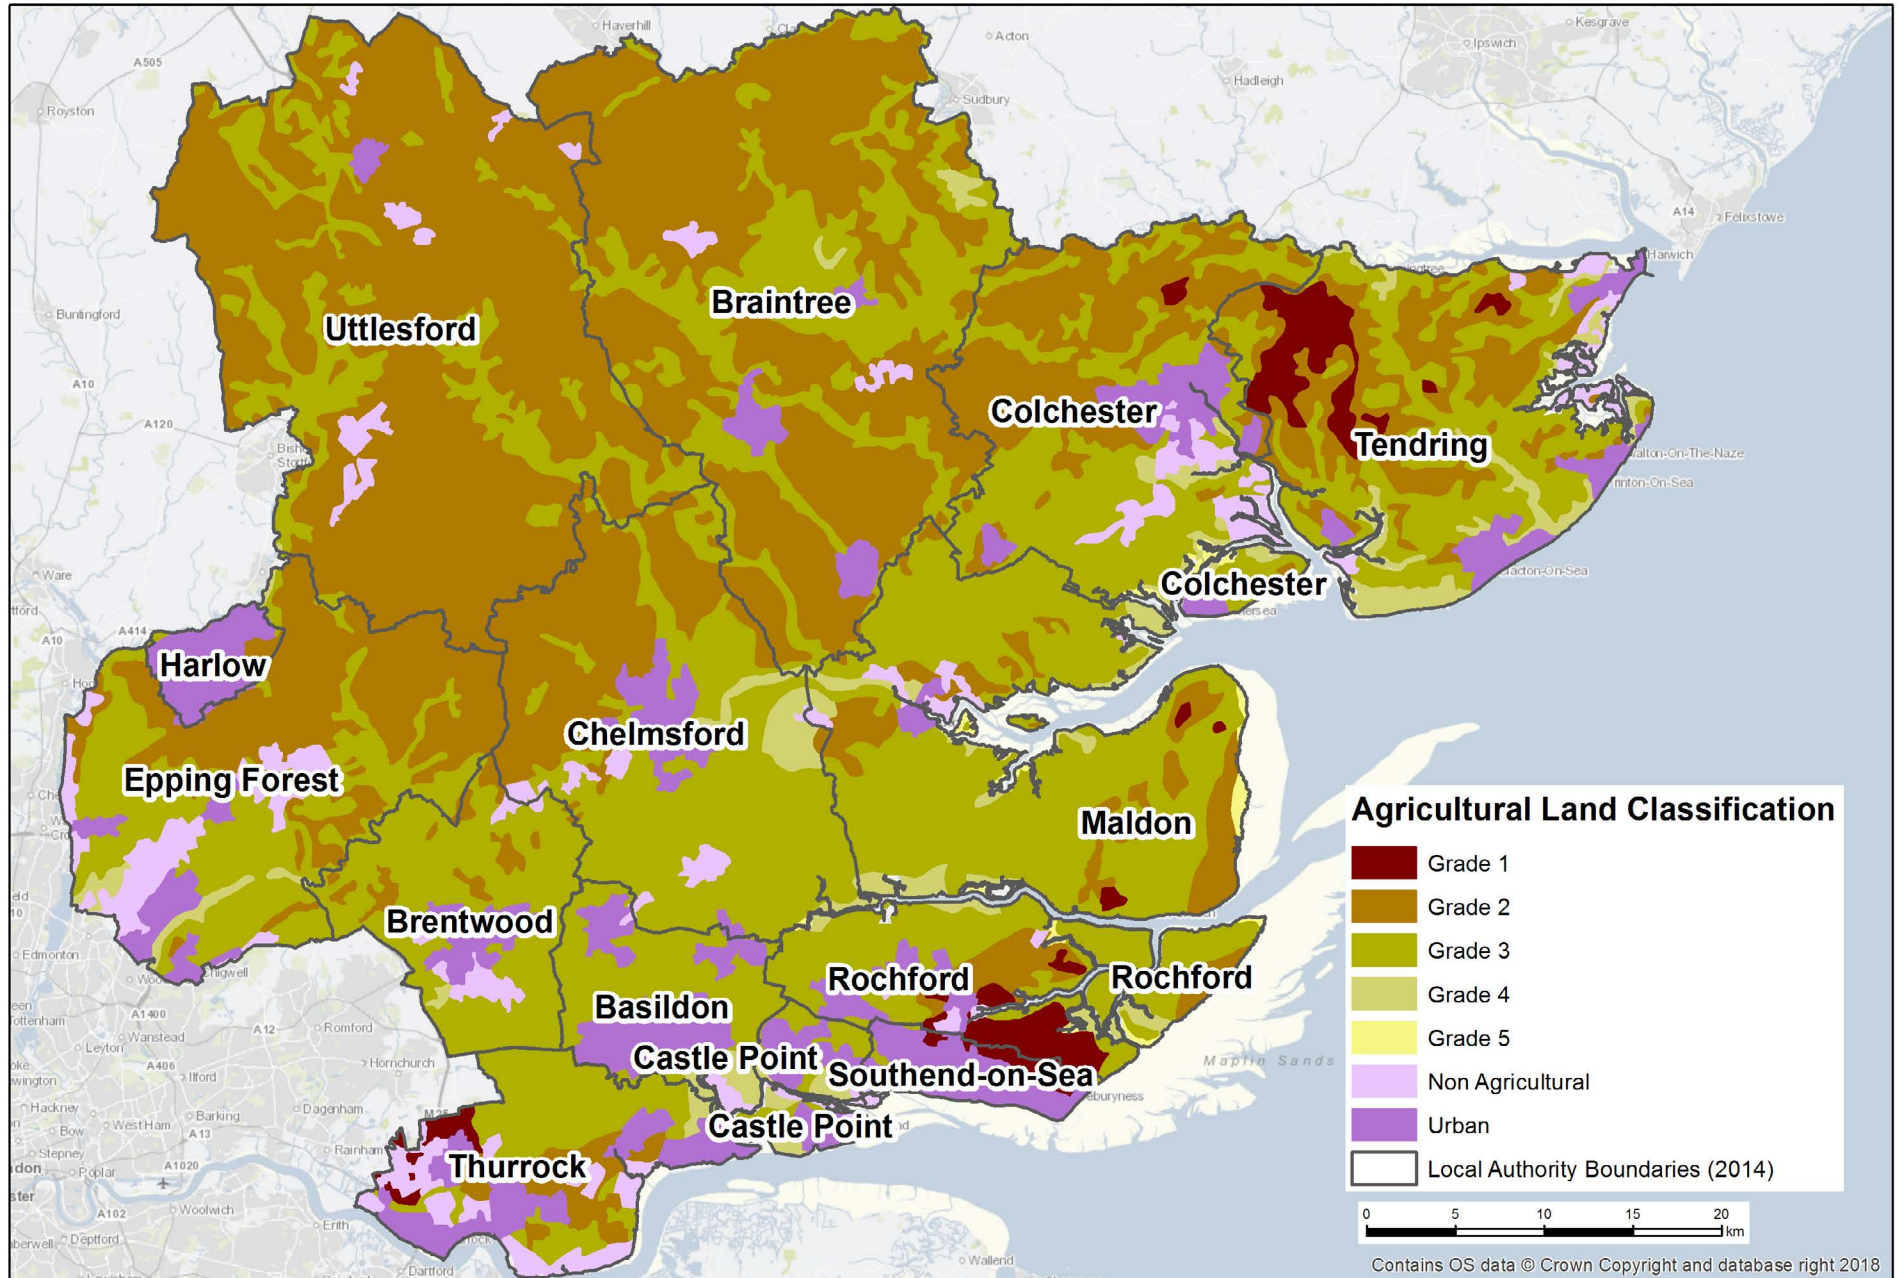 Haverhill
Acton
Kesgrave
Ipswich
A505
Hadleigh
Royston
Sudbury
A14
Felixstowe
Harwich
Buntingford
Uttlesford
Braintree
A10
Colchester
Tendring
A120
Colchester
Ware
A414
A10
Harlow
Chelmsford
Epping Forest
Maldon
Brentwood
Edmonton
Rochford
Rochford
Basildon
A1400
A12
Romford
Wanstead
Leyton
A406
Ilford
Hornchurch
Castle Point
Southend-on-Sea
Maplin Sands
Hackney
Dagenham
M25
Barking
Bow
West Ham
A13
Castle Point
Stepney
Poplar
A1020
Rainham
Thurrock
A102
Woolwich
Erith
Deptford
Dartford
Wallend
Agricultural Land Classification
Grade 1
Grade 2
Grade 3
Grade 4
Grade 5
Non Agricultural
Urban
Local Authority Boundaries (2014)
0 5 10 15 20
km
Contains OS data © Crown Copyright and database right 2018